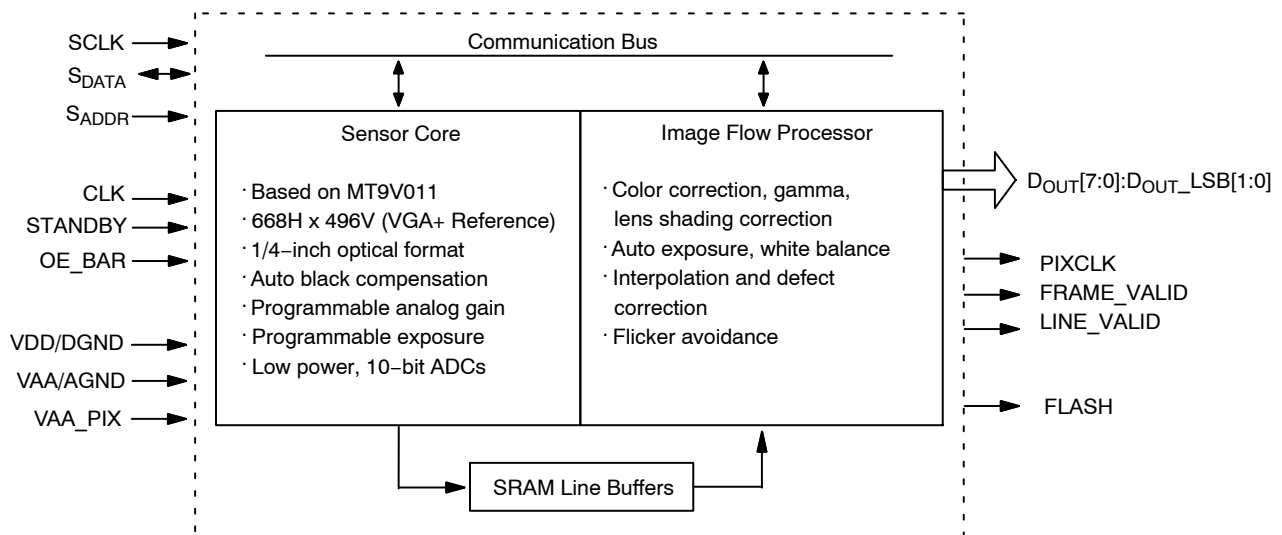 Communication Bus
SCLK
SDATA
SADDR
CLK
STANDBY
OE_BAR
VDD/DGND
VAA/AGND
VAA_PIX
Sensor Core
· Based on MT9V011
· 668H x 496V (VGA+ Reference)
· 1/4−inch optical format
· Auto black compensation
· Programmable analog gain
· Programmable exposure
· Low power, 10−bit ADCs
Image Flow Processor
· Color correction, gamma,
lens shading correction
· Auto exposure, white balance
· Interpolation and defect
correction
· Flicker avoidance
SRAM Line Buffers
DOUT[7:0]:DOUT_LSB[1:0]
PIXCLK
FRAME_VALID
LINE_VALID
FLASH